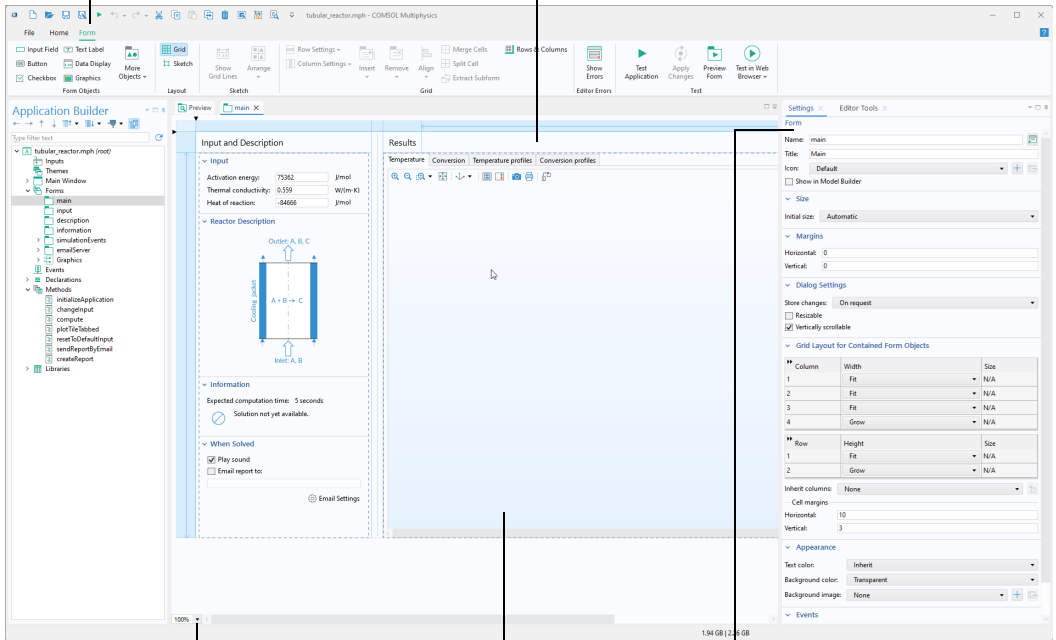 tubular_reactor.mph - COMSOL Multiphysics
File Home Form
Input Field Text Label
Button Data Display
Checkbox Graphics
More Objects
Form Objects
Grid
Sketch
Layout
Show Grid Lines
Arrange
Sketch
Row Settings
Column Settings
Insert
Remove
Align
Merge Cells
Split Cell
Extract Subform
Rows & Columns
Grid
Show Errors
Editor Errors
Test Application
Apply Changes
Preview Form
Test in Web Browser
Test
Application Builder
Type filter text
tubular_reactor.mph (root)
Inputs
Themes
Main Window
Forms
main
input
description
information
simulationEvents
emailServer
Graphics
Events
Declarations
Methods
initializeApplication
changeInput
compute
plotTileTabbed
resetToDefaultInput
sendReportByEmail
createReport
Libraries
Preview main
Input and Description
Input
Activation energy: 75362 J/mol
Thermal conductivity: 0.559 W/(m·K)
Heat of reaction: -84666 J/mol
Reactor Description
Outlet: A, B, C
Cooling jacket
A + B → C
Inlet: A, B
Information
Expected computation time: 5 seconds
Solution not yet available.
When Solved
Play sound
Email report to:
Email Settings
Results
Temperature Conversion Temperature profiles Conversion profiles
100%
Settings Editor Tools
Form
Name: main
Title: Main
Icon: Default
Show in Model Builder
Size
Initial size: Automatic
Margins
Horizontal: 0
Vertical: 0
Dialog Settings
Store changes: On request
Resizable
Vertically scrollable
Grid Layout for Contained Form Objects
Column Width Size
1 Fit N/A
2 Fit N/A
3 Fit N/A
4 Grow N/A
Row Height Size
1 Fit N/A
2 Grow N/A
Inherit columns: None
Cell margins
Horizontal: 10
Vertical: 3
Appearance
Text color: Inherit
Background color: Transparent
Background image: None
Events
1.94 GB | GB